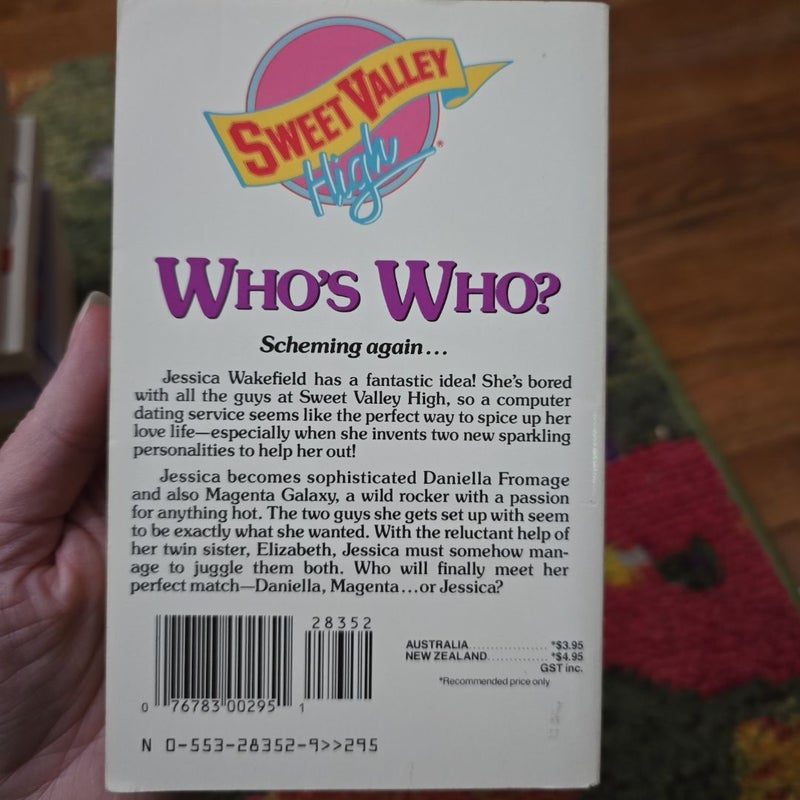 SWEET VALLEY
High®
WHO'S WHO?
Scheming again...
Jessica Wakefield has a fantastic idea! She's bored
with all the guys at Sweet Valley High, so a computer
dating service seems like the perfect way to spice up her
love life—especially when she invents two new sparkling
personalities to help her out!
Jessica becomes sophisticated Daniella Fromage
and also Magenta Galaxy, a wild rocker with a passion
for anything hot. The two guys she gets set up with seem
to be exactly what she wanted. With the reluctant help of
her twin sister, Elizabeth, Jessica must somehow man-
age to juggle them both. Who will finally meet her
perfect match—Daniella, Magenta...or Jessica?
28352
AUSTRALIA................ *$3.95
NEW ZEALAND........... *$4.95
GST inc.
*Recommended price only
0 76783 00295 1
N 0-553-28352-9>>295